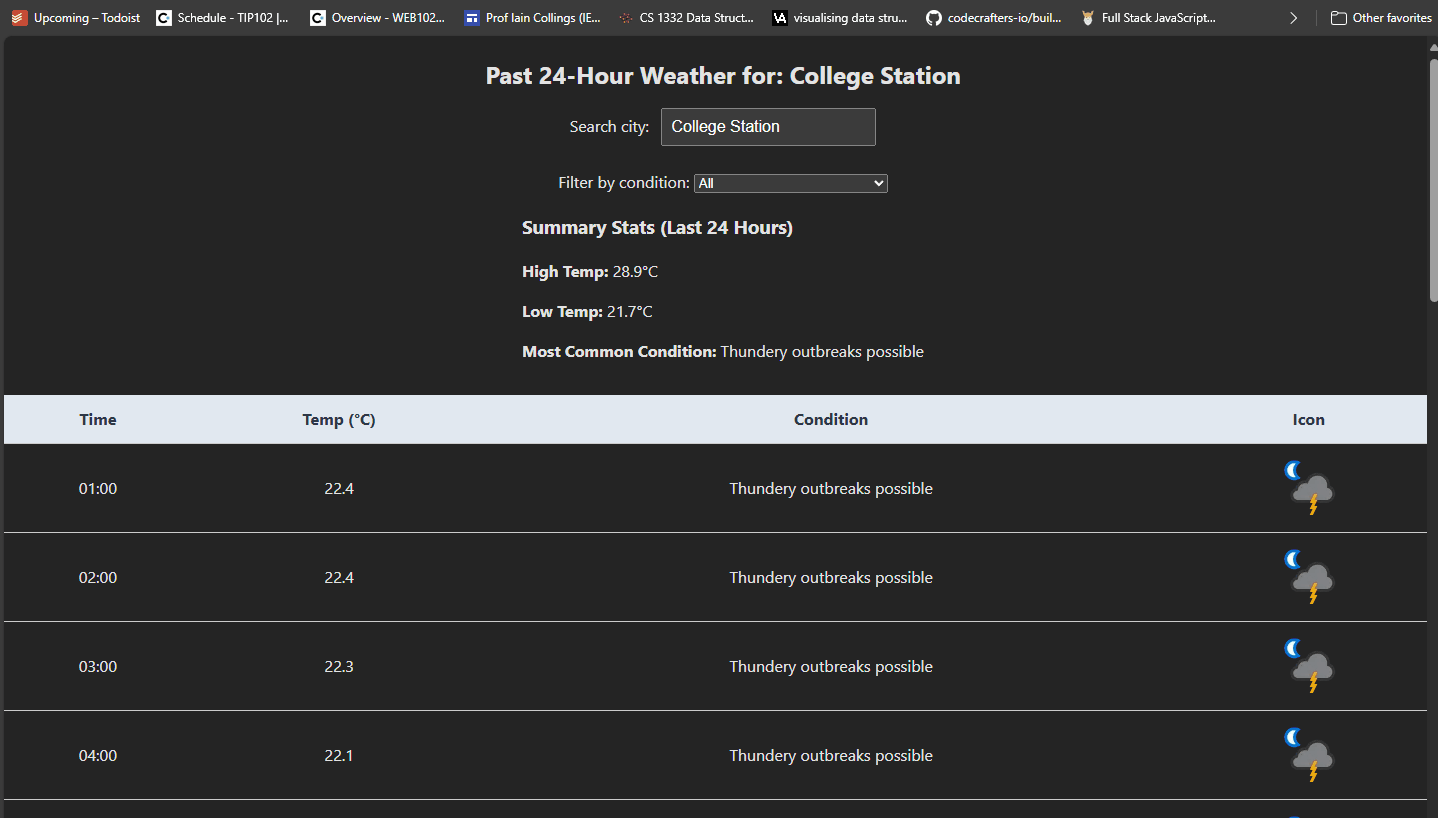 Upcoming – Todoist Schedule - TIP102 |... Overview - WEB102... Prof Iain Collings (IE... CS 1332 Data Struct... VA visualising data stru... codecrafters-io/buil... Full Stack JavaScript... Other favorites
Past 24-Hour Weather for: College Station
Search city: College Station
Filter by condition: All
Summary Stats (Last 24 Hours)
High Temp: 28.9°C
Low Temp: 21.7°C
Most Common Condition: Thundery outbreaks possible
Time Temp (°C) Condition Icon
01:00 22.4 Thundery outbreaks possible
02:00 22.4 Thundery outbreaks possible
03:00 22.3 Thundery outbreaks possible
04:00 22.1 Thundery outbreaks possible